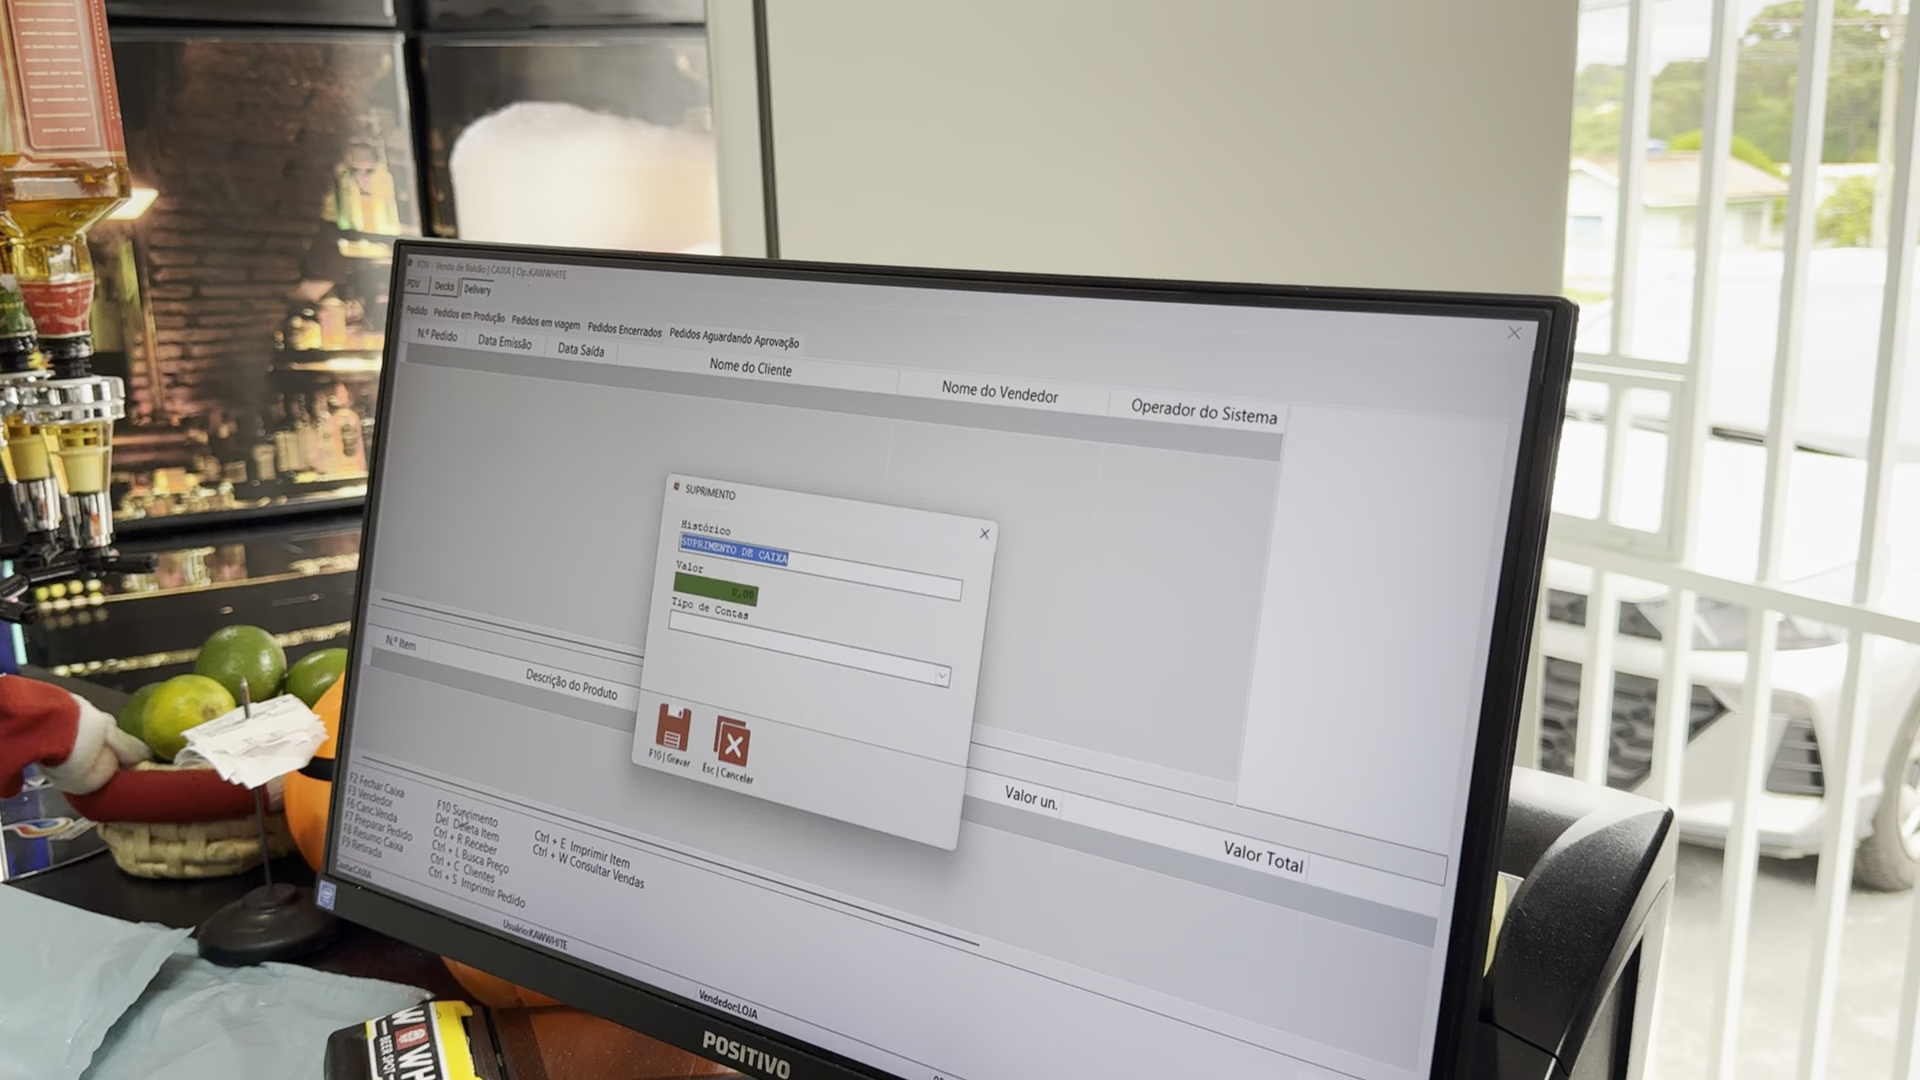 PDV - Venda de Balcão | CAIXA | Op.:KAWWHITE
PDV Decks Delivery
Pedido Pedidos em Produção Pedidos em viagem Pedidos Encerrados Pedidos Aguardando Aprovação
N.º Pedido Data Emissão Data Saída Nome do Cliente Nome do Vendedor Operador do Sistema
SUPRIMENTO
Histórico
SUPRIMENTO DE CAIXA
Valor
0,00
Tipo de Contas
F10 | Gravar Esc | Cancelar
N.º Item Descrição do Produto Valor un. Valor Total
F2 Fechar Caixa
F3 Vendedor
F6 Canc.Venda
F7 Preparar Pedido
F8 Resumo Caixa
F9 Retirada
F10 Suprimento
Del Deleta Item
Ctrl + R Receber
Ctrl + L Busca Preço
Ctrl + C Clientes
Ctrl + S Imprimir Pedido
Ctrl + E Imprimir Item
Ctrl + W Consultar Vendas
Conta:CAIXA
Usuário:KAWWHITE
Vendedor:LOJA
POSITIVO